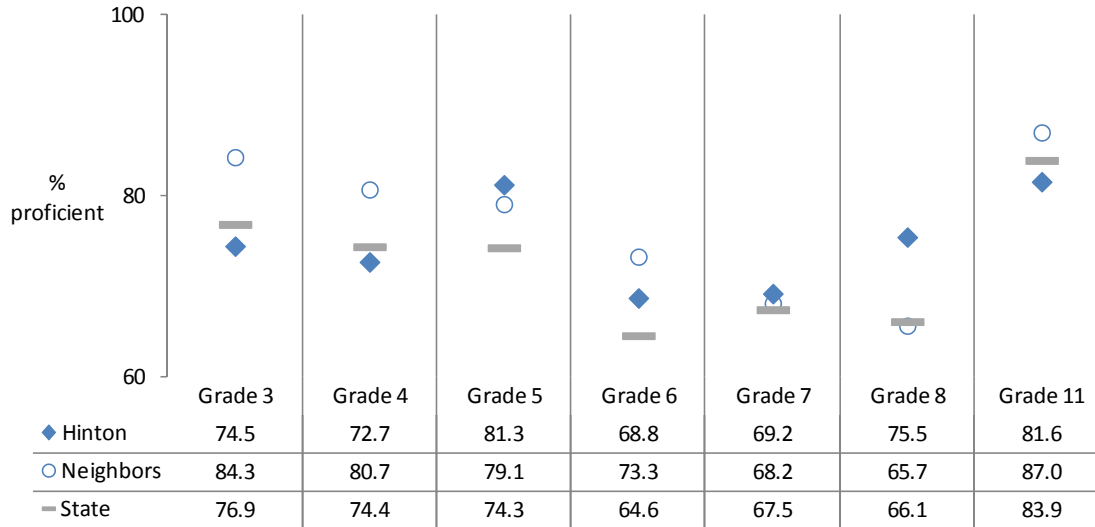 100
80
%
proficient
60
Grade 3 Grade 4 Grade 5 Grade 6 Grade 7 Grade 8 Grade 11
Hinton 74.5 72.7 81.3 68.8 69.2 75.5 81.6
Neighbors 84.3 80.7 79.1 73.3 68.2 65.7 87.0
State 76.9 74.4 74.3 64.6 67.5 66.1 83.9